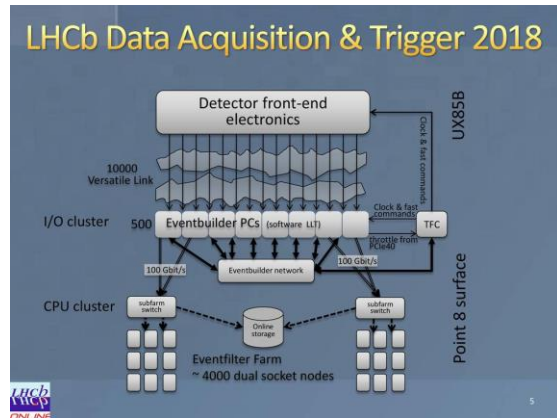 LHCb Data Acquisition & Trigger 2018
Detector front-end
electronics
UX85B
Clock & fast
commands
10000
Versatile Link
Clock & fast
commands
I/O cluster
500
Eventbuilder PCs (software LLT)
TFC
throttle from
PCIe40
100 Gbit/s
Eventbuilder network
100 Gbit/s
Point 8 surface
CPU cluster
subfarm
switch
Online
storage
subfarm
switch
Eventfilter Farm
~ 4000 dual socket nodes
LHCb
ONLINE
5